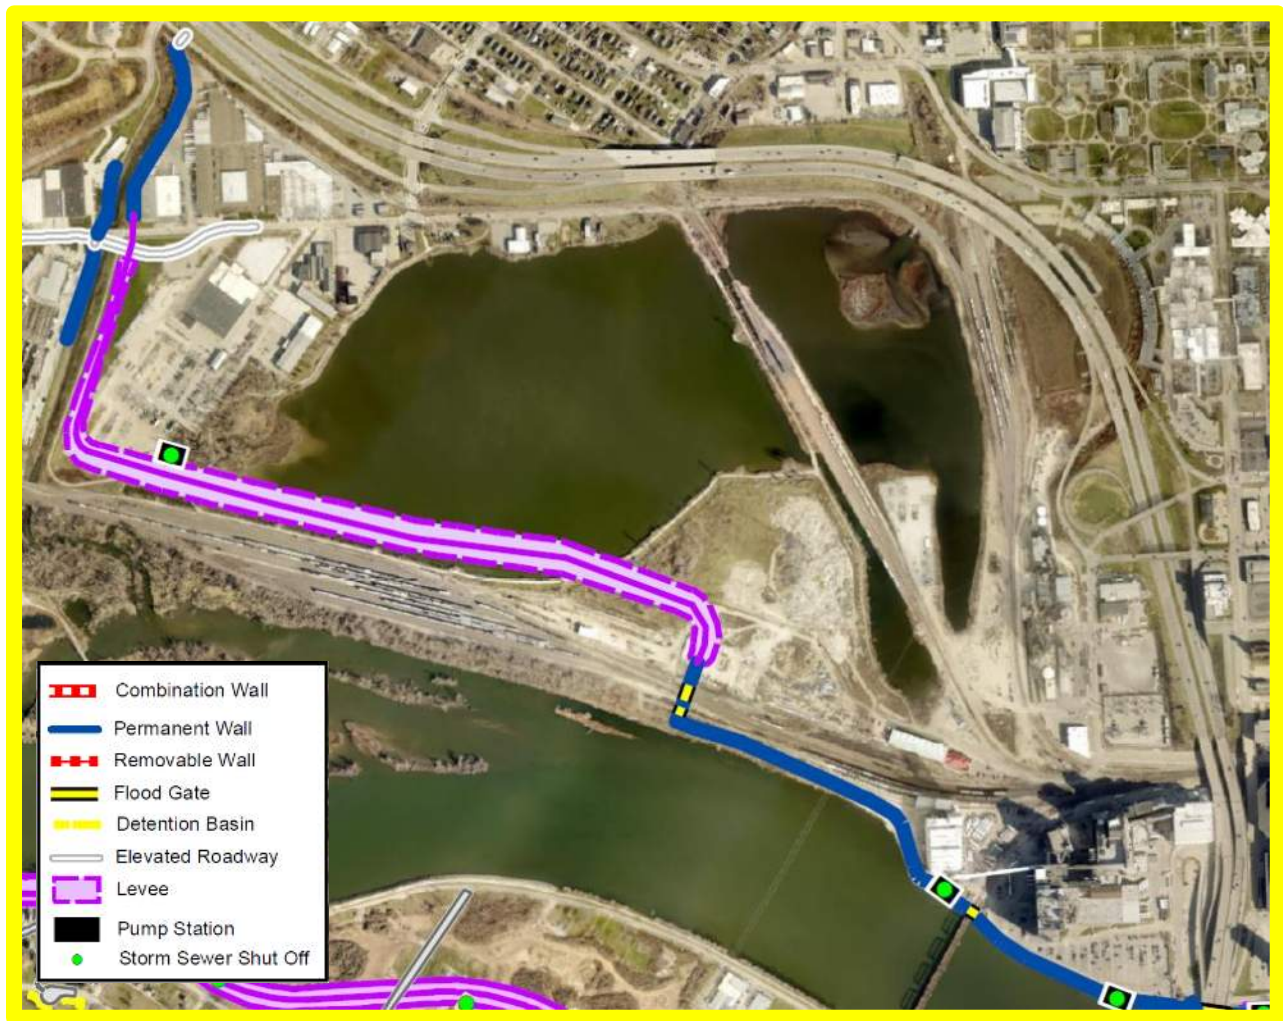 Combination Wall
Permanent Wall
Removable Wall
Flood Gate
Detention Basin
Elevated Roadway
Levee
Pump Station
Storm Sewer Shut Off